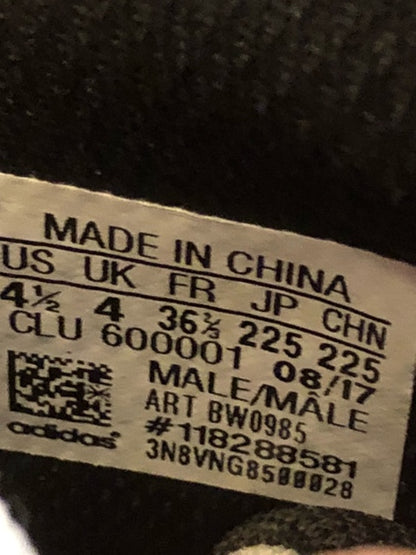 MADE IN CHINA
US UK FR JP CHN
4½ 4 36⅔ 225 225
CLU 600001 08/17
MALE/MÂLE
ART BW0985
#118288581
adidas 3N8VNG8500028